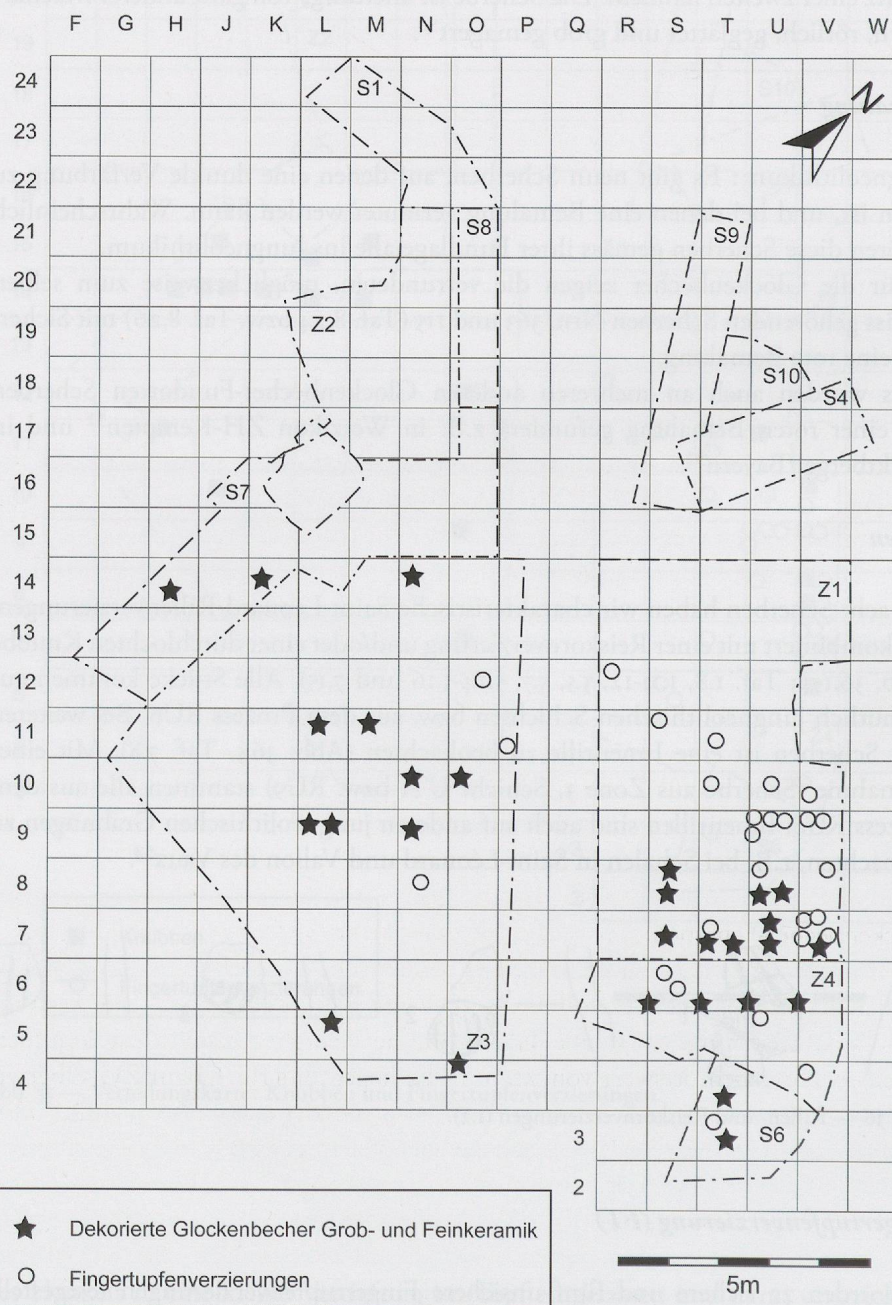 F G H J K L M N O P Q R S T U V W
24 S1
N
23
22
21 S8 S9
20
19 Z2
18 S10 S4
17
16 S7
15
14 Z1
13
12
11
10
9
8
7
6 Z4
5 Z3
4
3 S6
2
Dekorierte Glockenbecher Grob- und Feinkeramik
Fingertupfenverzierungen
5m